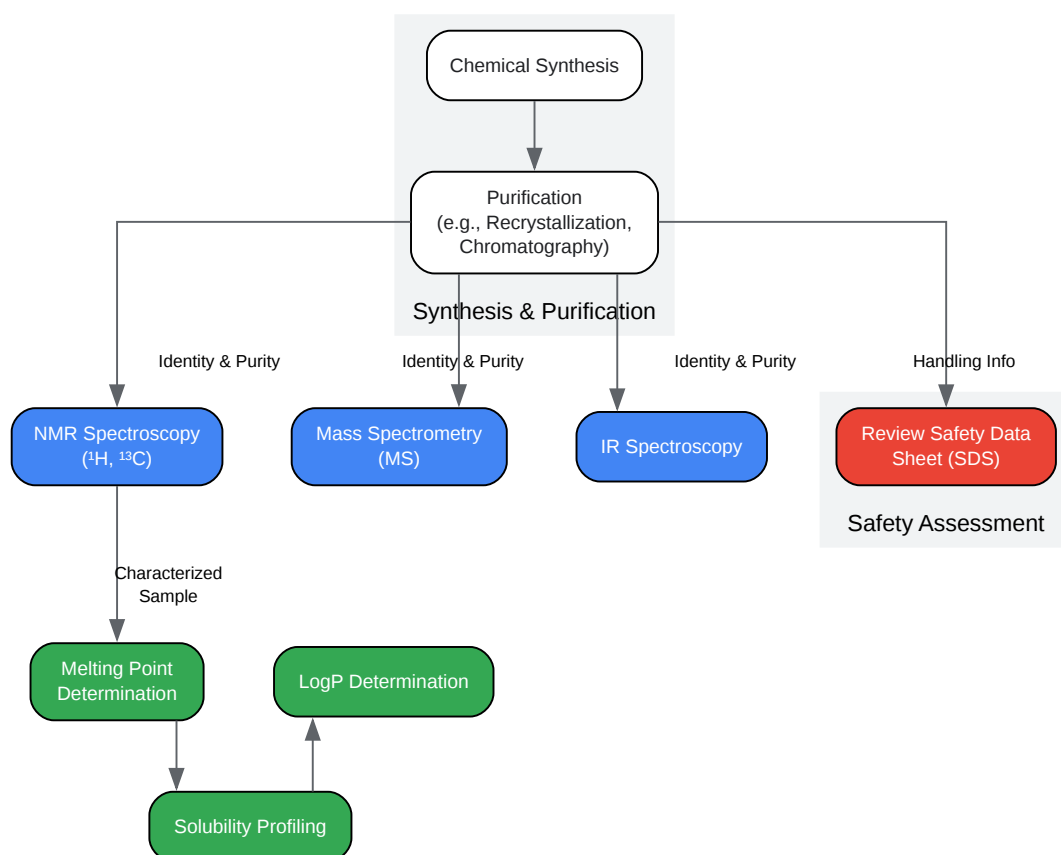 Chemical Synthesis
Purification
(e.g., Recrystallization,
Chromatography)
Synthesis & Purification
Identity & Purity
Identity & Purity
Identity & Purity
Handling Info
NMR Spectroscopy
(¹H, ¹³C)
Mass Spectrometry
(MS)
IR Spectroscopy
Review Safety Data
Sheet (SDS)
Safety Assessment
Characterized
Sample
Melting Point
Determination
LogP Determination
Solubility Profiling